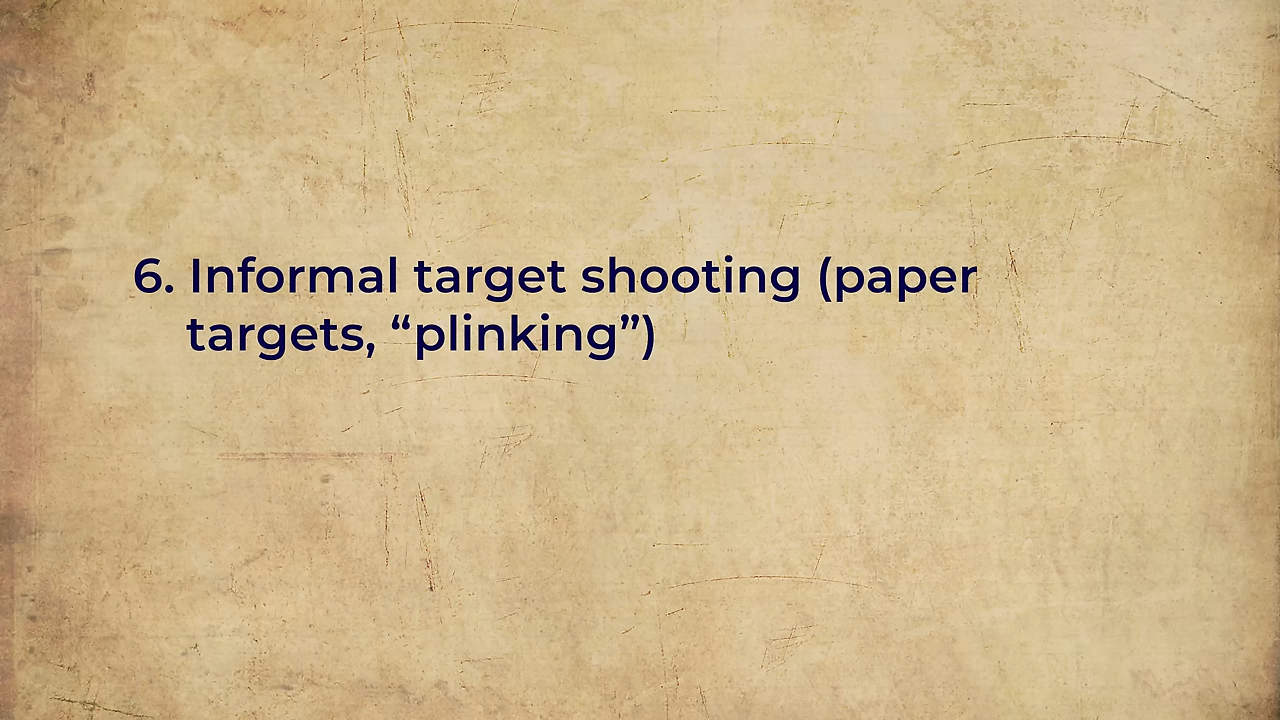 6. Informal target shooting (paper
targets, “plinking”)